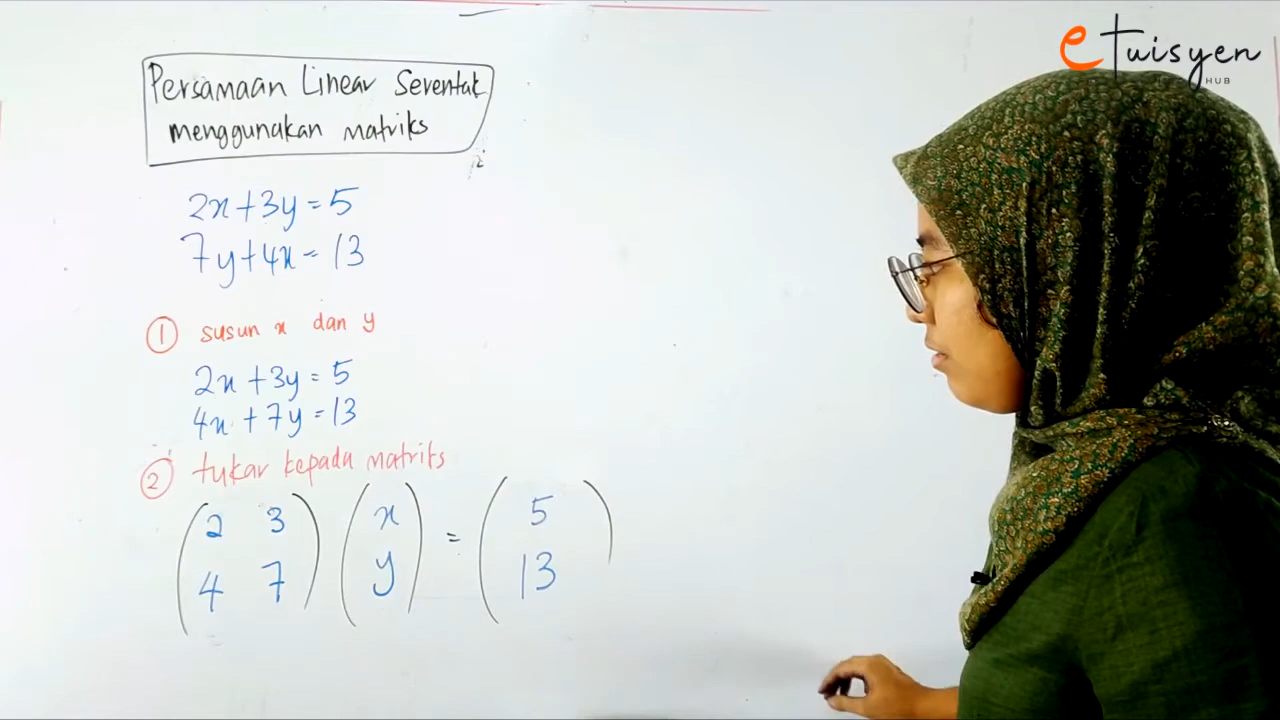 etuisyen
HUB
Persamaan Linear Serentak
menggunakan matriks
2x+3y=5
7y+4x=13
① susun x dan y
2x+3y=5
4x+7y=13
② tukar kepada matriks
(2 3) (x) = (5)
(4 7) (y) (13)